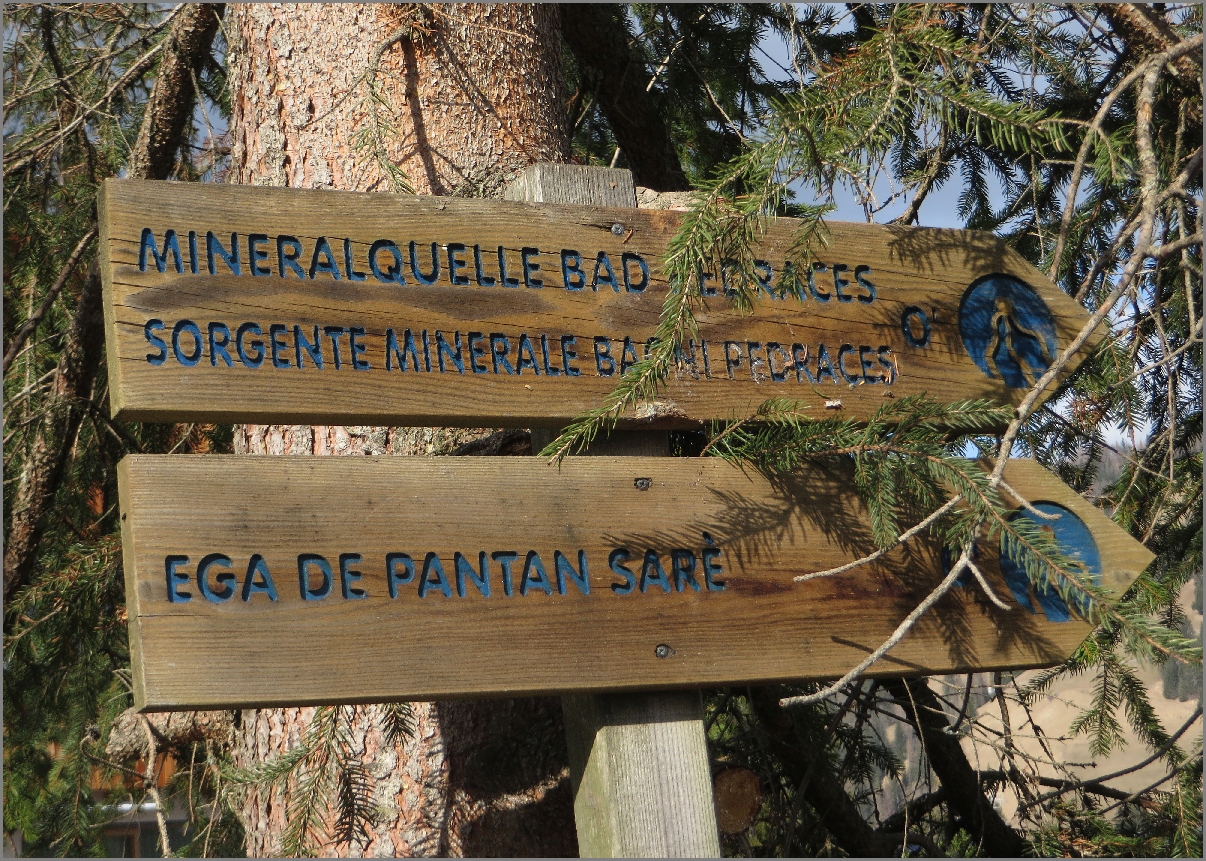 MINERALQUELLE BAD PEDRACES
SORGENTE MINERALE BAGNI PEDRACES
O'
EGA DE PANTAN SARÈ